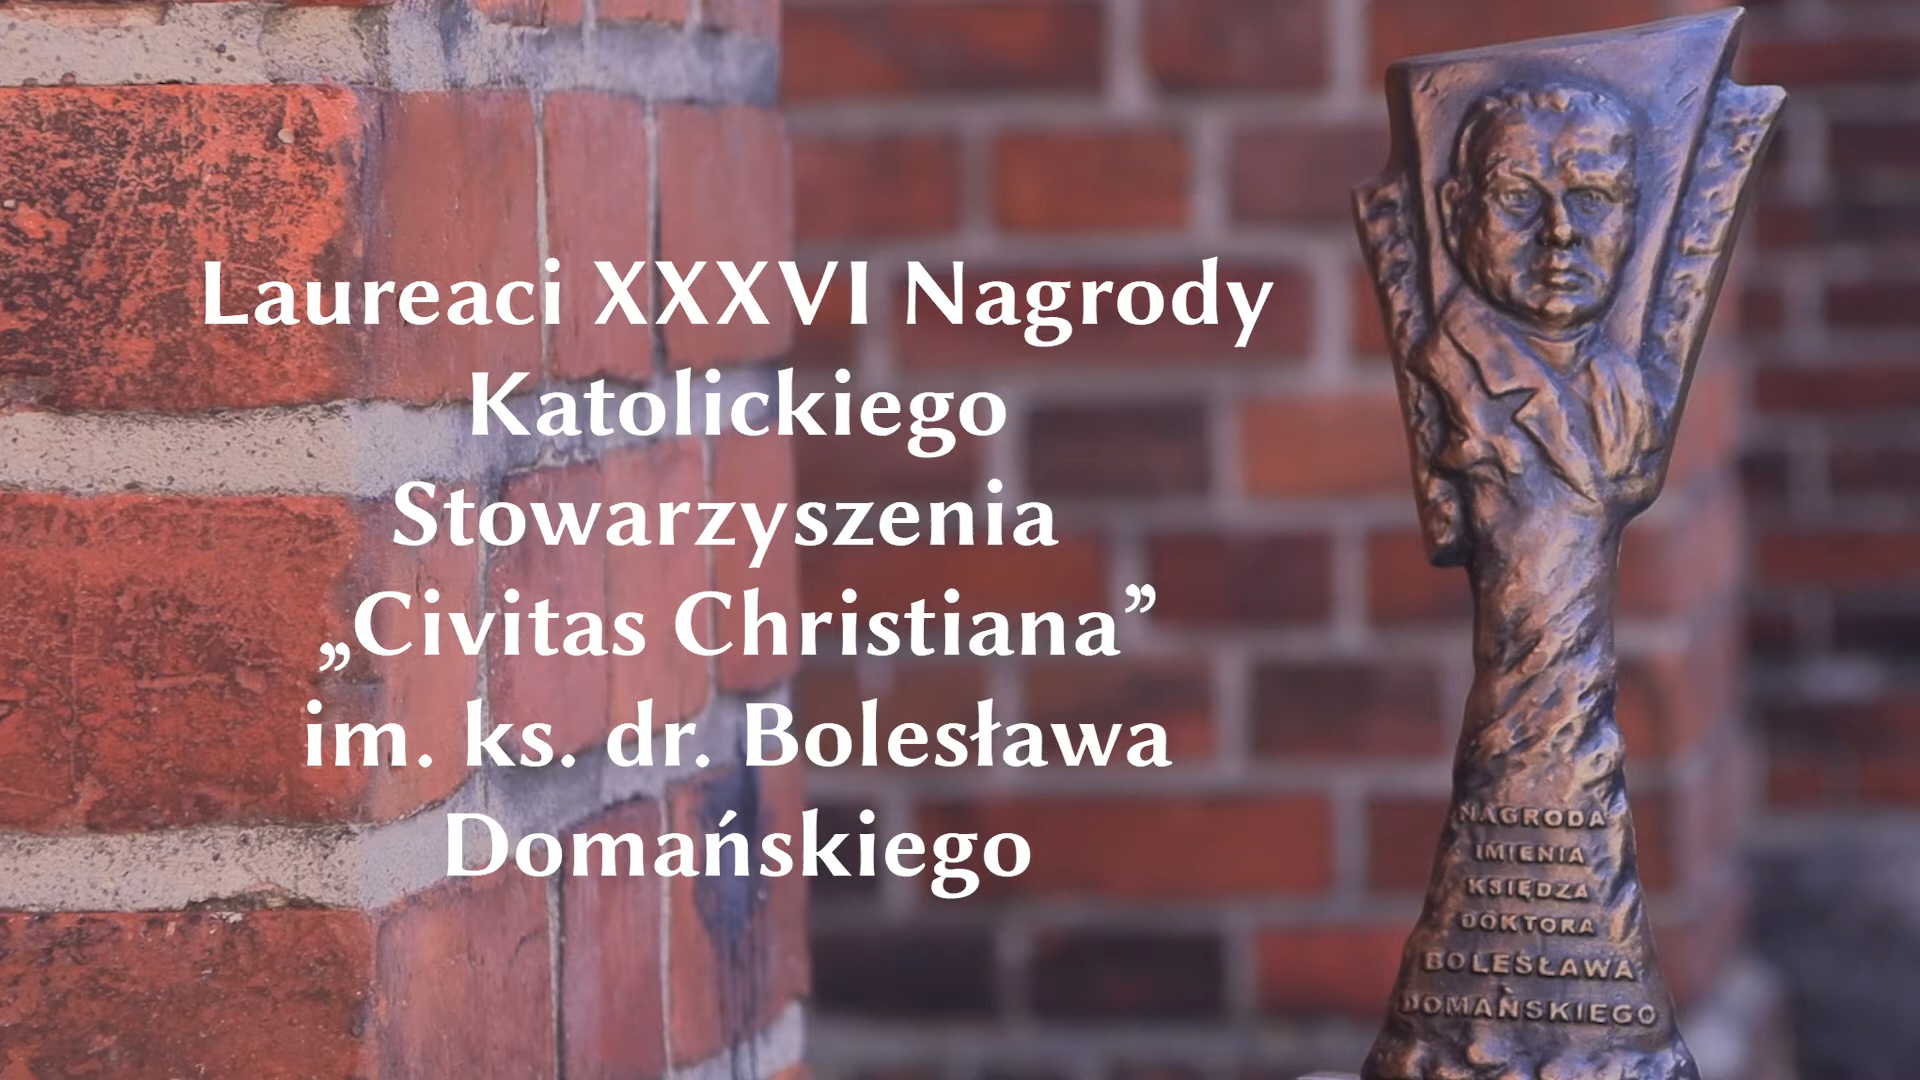 Laureaci XXXVI Nagrody
Katolickiego
Stowarzyszenia
„Civitas Christiana”
im. ks. dr. Bolesława
Domańskiego
NAGRODA
IMIENIA
KSIĘDZA
DOKTORA
BOLESŁAWA
DOMAŃSKIEGO